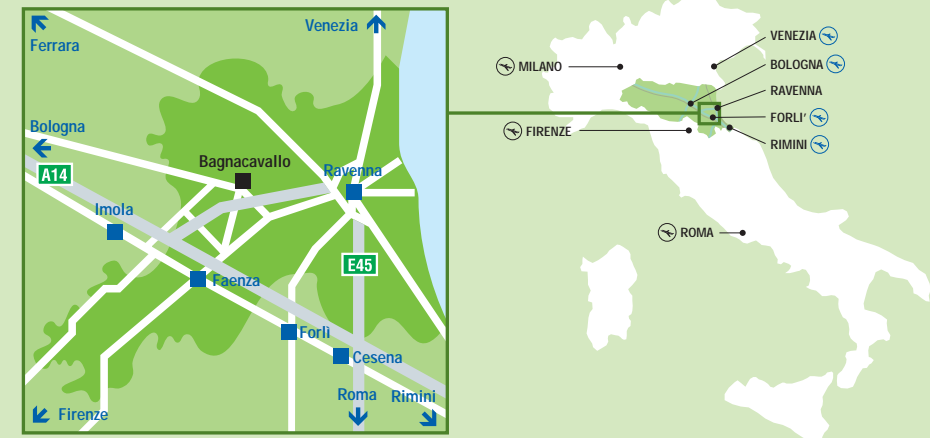 Venezia
Ferrara
Bologna
A14
Bagnacavallo
Ravenna
Imola
E45
Faenza
Forlì
Cesena
Roma
Rimini
Firenze
VENEZIA
MILANO
BOLOGNA
RAVENNA
FORLI’
FIRENZE
RIMINI
ROMA